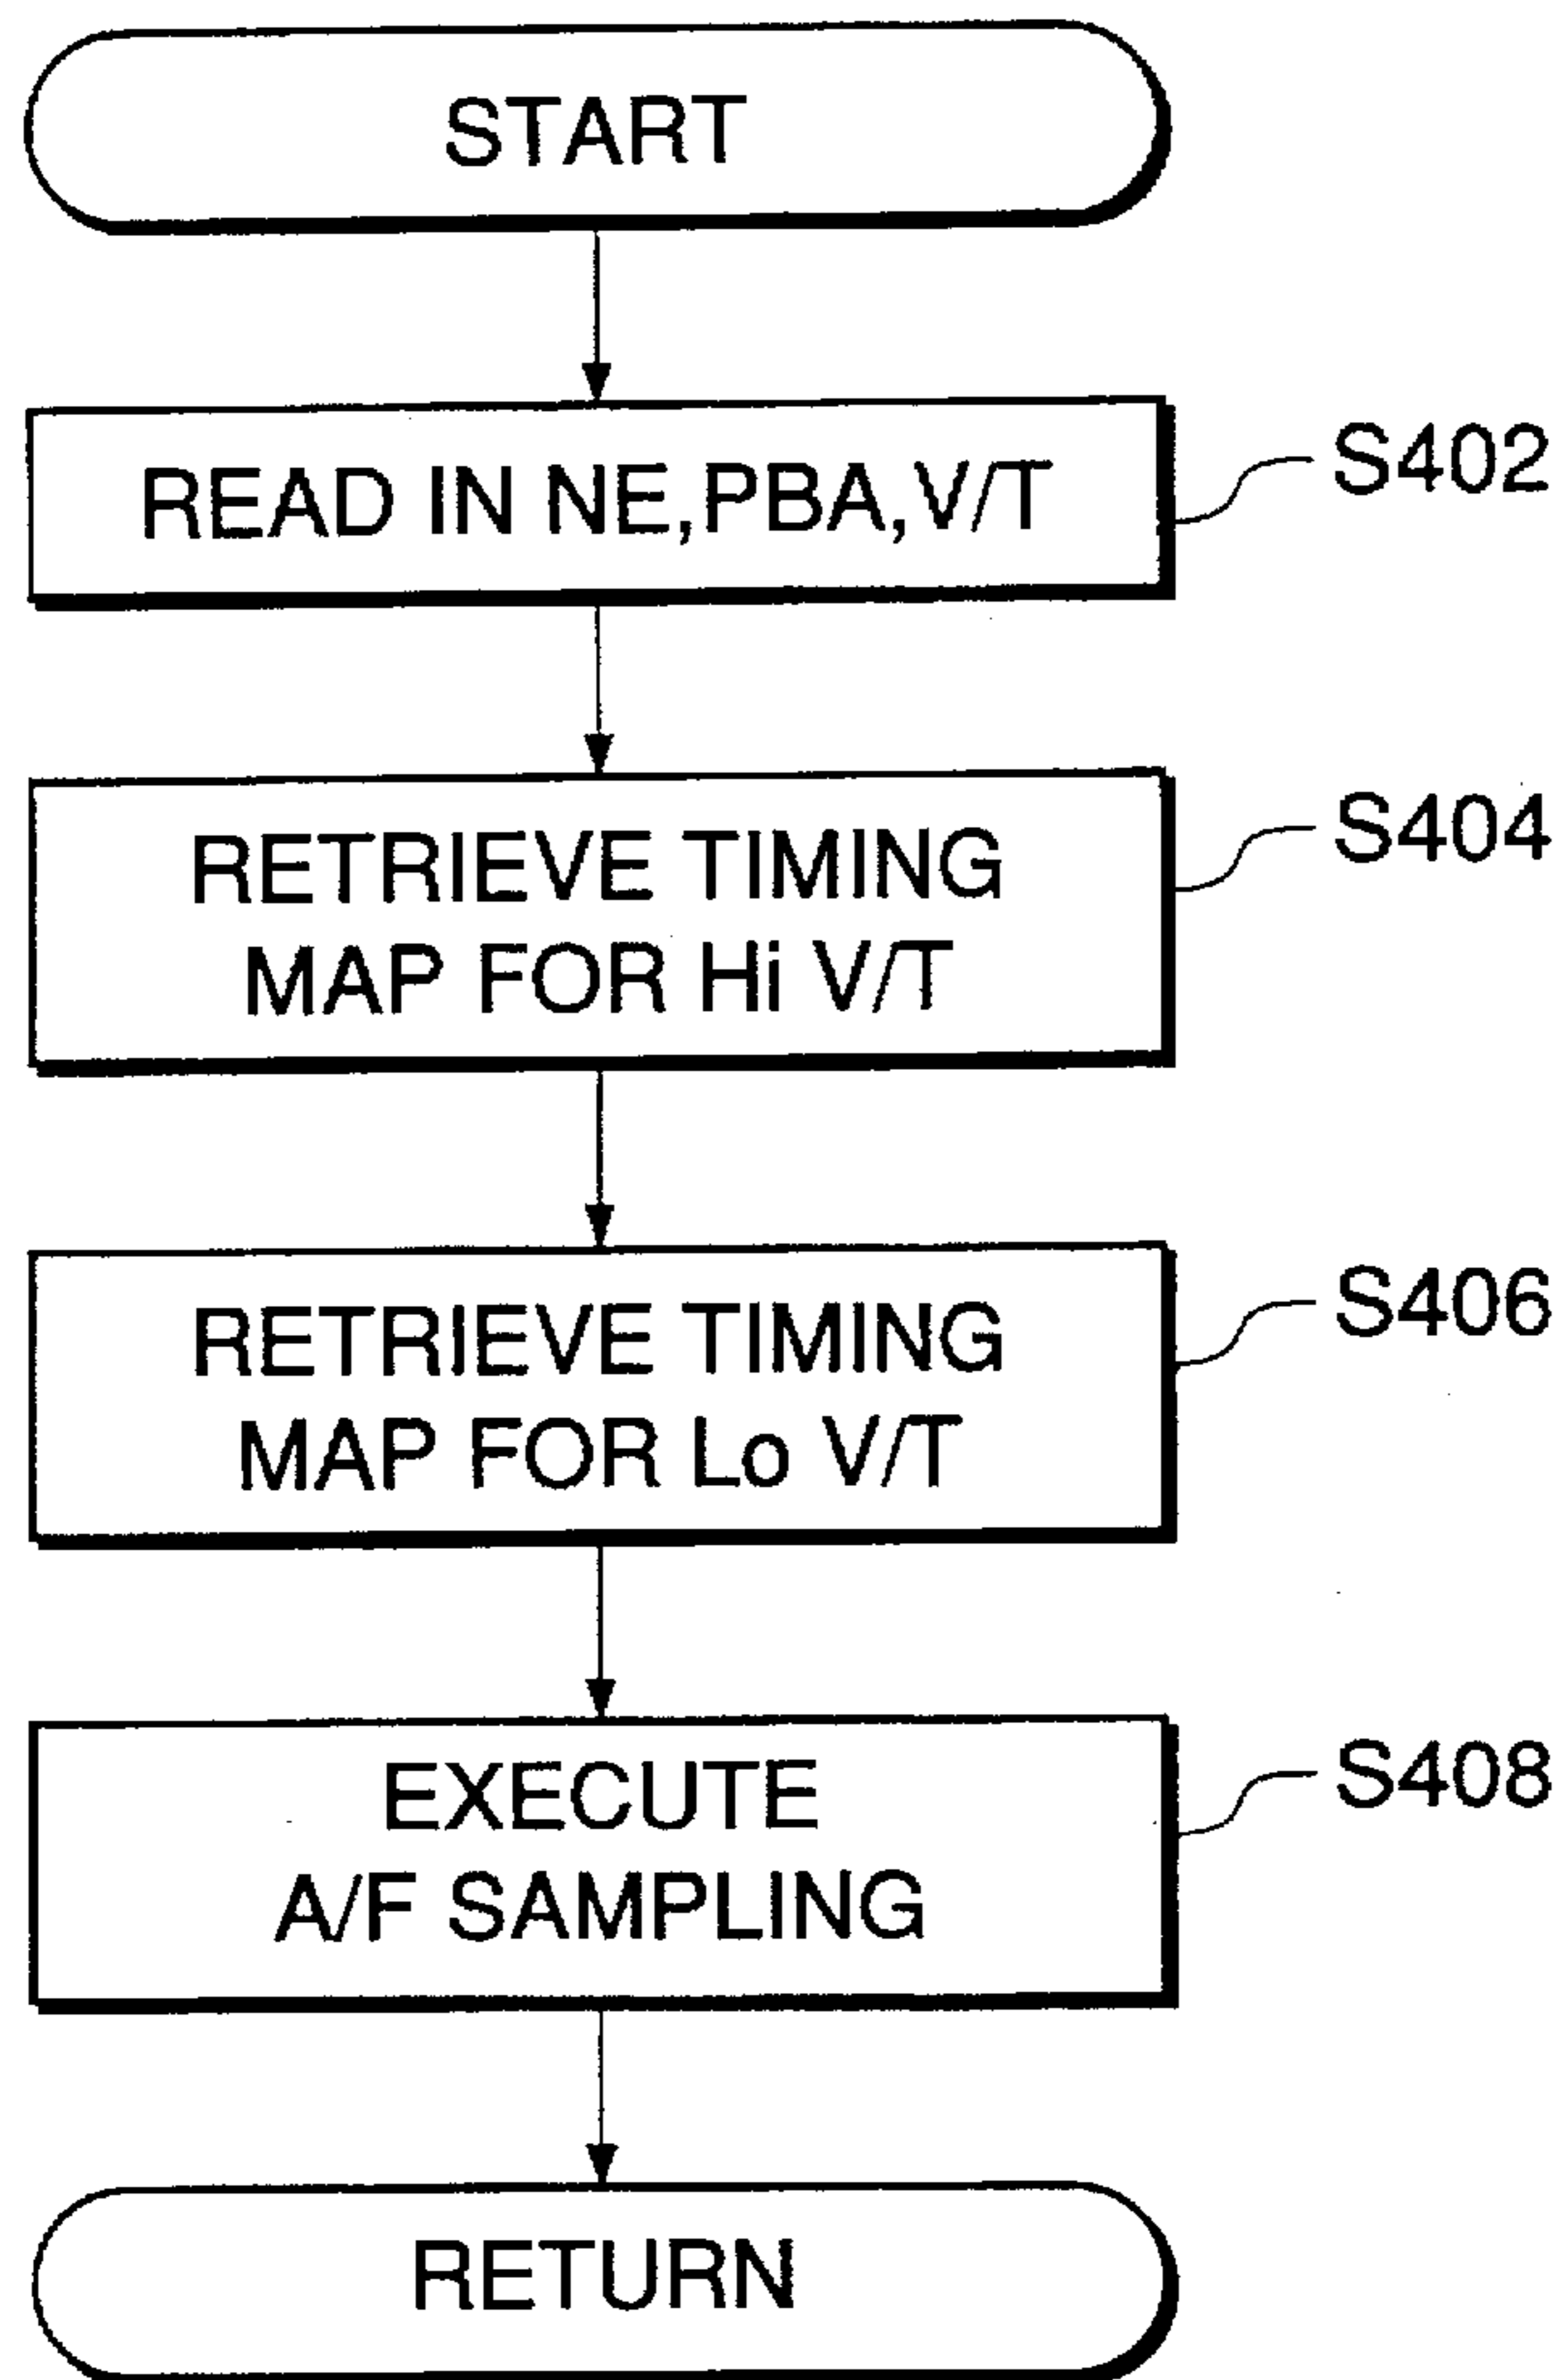 START
READ IN NE,PBA,V/T
S402
RETRIEVE TIMING
MAP FOR Hi V/T
S404
RETRIEVE TIMING
MAP FOR Lo V/T
S406
EXECUTE
A/F SAMPLING
S408
RETURN